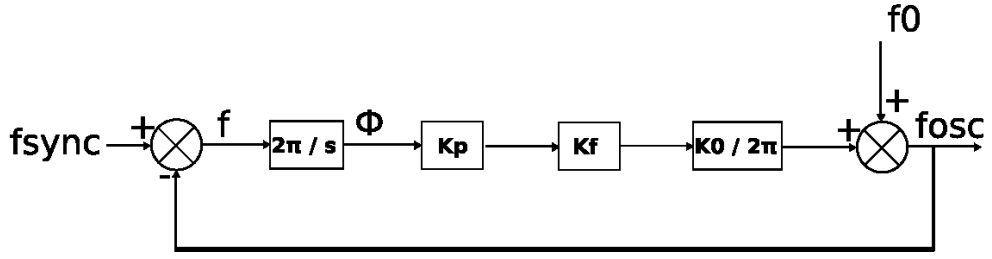 f0
fsync
+
-
f
2π / s
Φ
Kp
Kf
K0 / 2π
+
+
fosc